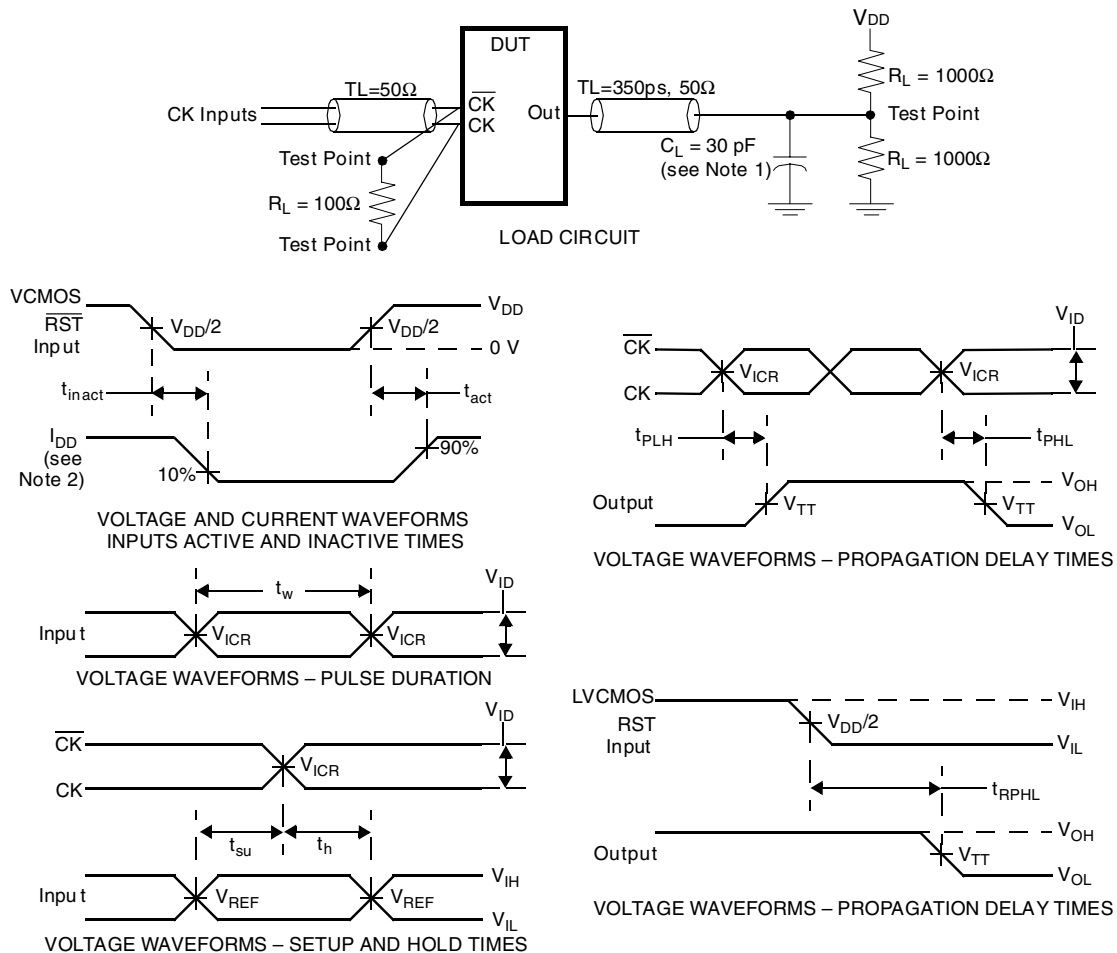 VDD
DUT
RL = 1000Ω
TL=50Ω
TL=350ps, 50Ω
CK Inputs
CK
CK
Out
Test Point
CL = 30 pF
(see Note 1)
RL = 1000Ω
Test Point
RL = 100Ω
Test Point
LOAD CIRCUIT
VCMOS
RST
Input
VDD/2
VDD/2
VDD
0 V
tinact
tact
IDD
(see
Note 2)
10%
90%
VOLTAGE AND CURRENT WAVEFORMS
INPUTS ACTIVE AND INACTIVE TIMES
tw
VID
Input
VICR
VICR
VOLTAGE WAVEFORMS – PULSE DURATION
VID
CK
VICR
CK
tsu
th
Input
VREF
VREF
VIH
VIL
VOLTAGE WAVEFORMS – SETUP AND HOLD TIMES
VID
CK
VICR
VICR
CK
tPLH
tPHL
Output
VTT
VTT
VOH
VOL
VOLTAGE WAVEFORMS – PROPAGATION DELAY TIMES
LVCMOS
RST
Input
VDD/2
VIH
VIL
tRPHL
Output
VTT
VOH
VOL
VOLTAGE WAVEFORMS – PROPAGATION DELAY TIMES